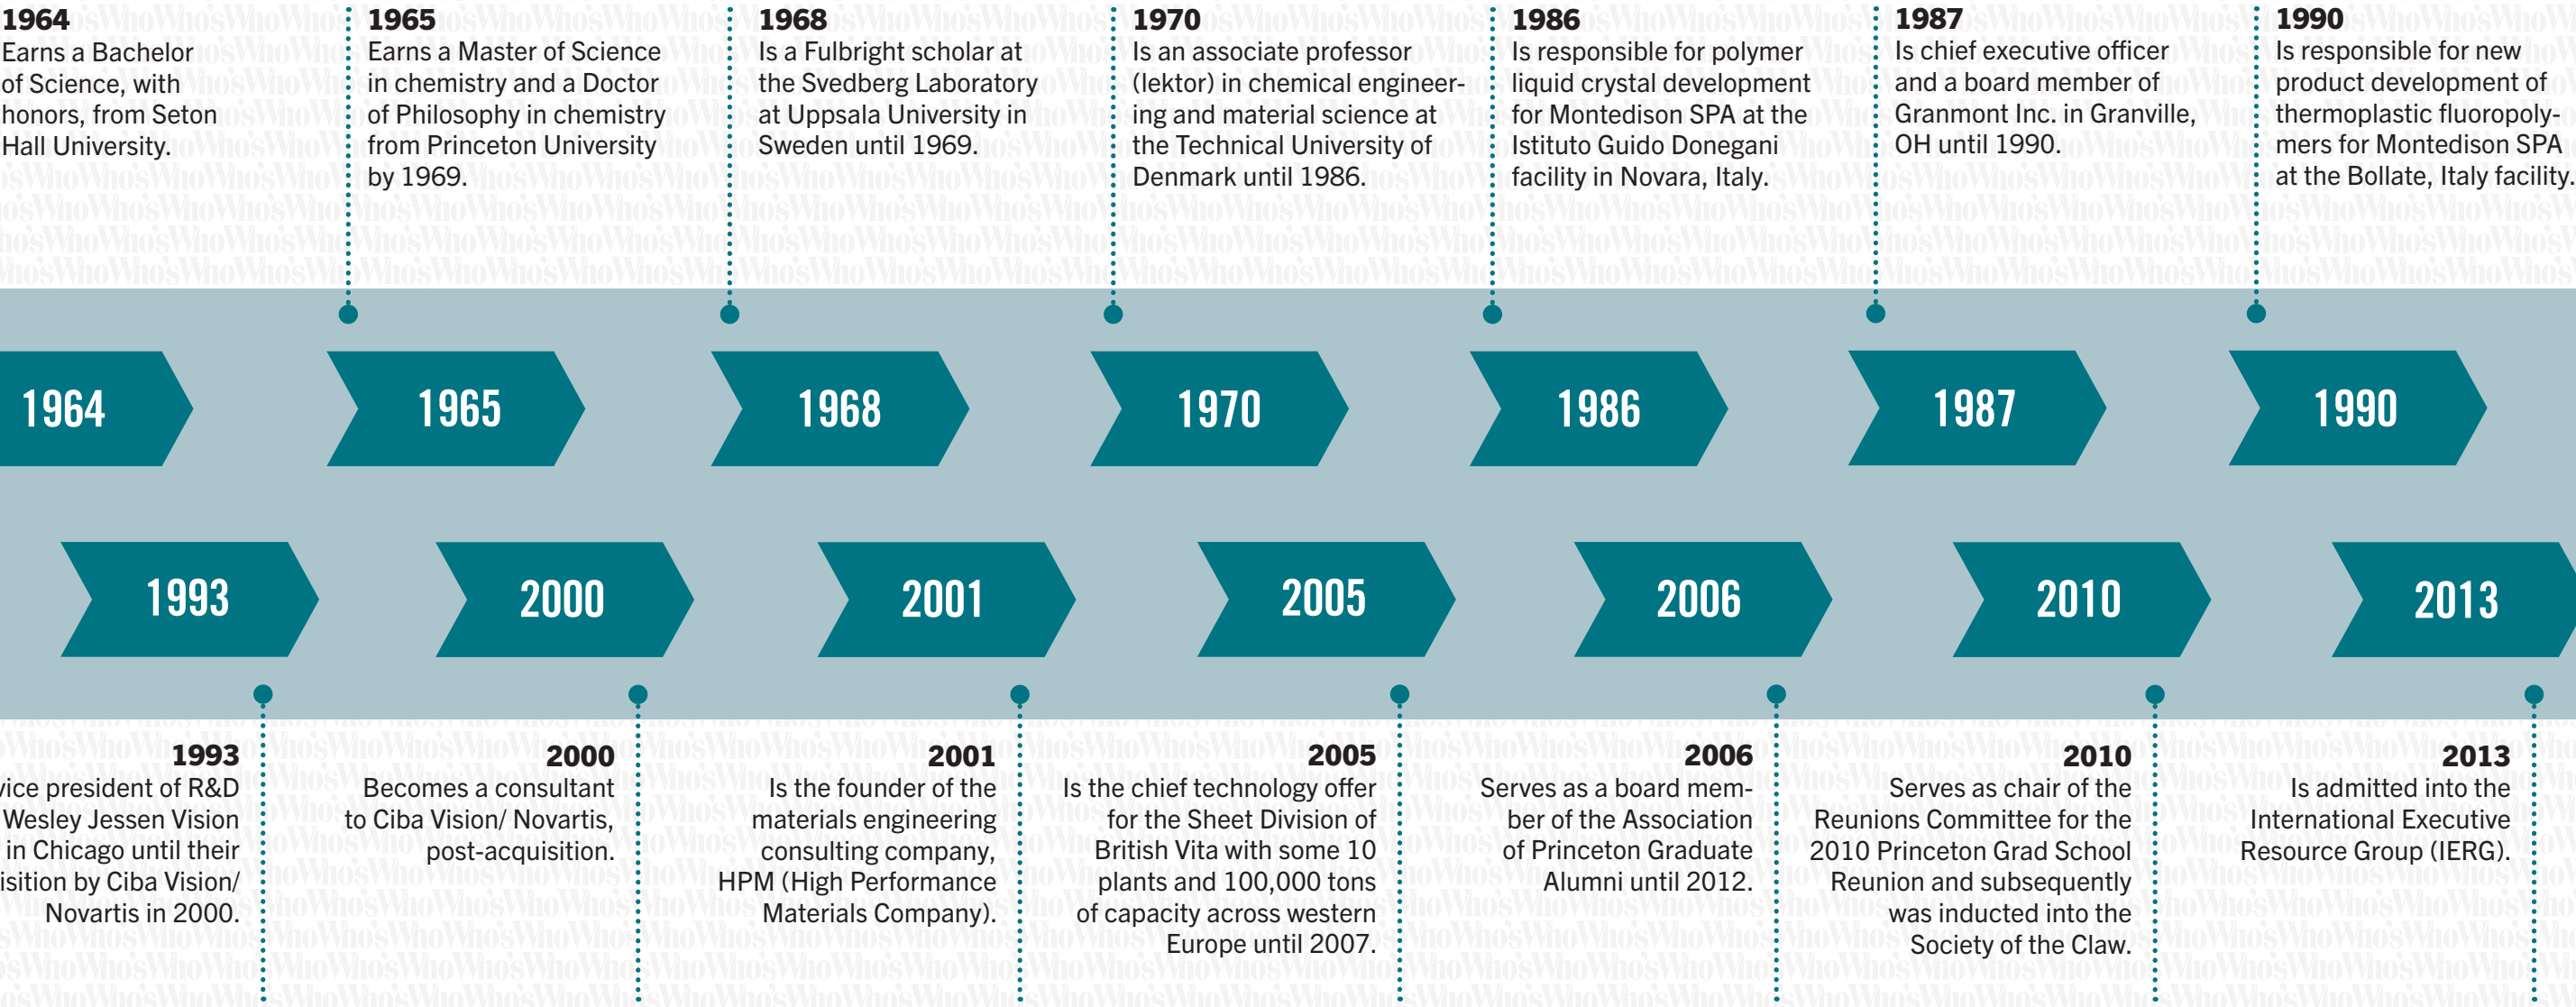 1964
Earns a Bachelor
of Science, with
honors, from Seton
Hall University.
1965
Earns a Master of Science
in chemistry and a Doctor
of Philosophy in chemistry
from Princeton University
by 1969.
1968
Is a Fulbright scholar at
the Svedberg Laboratory
at Uppsala University in
Sweden until 1969.
1970
Is an associate professor
(lektor) in chemical engineer-
ing and material science at
the Technical University of
Denmark until 1986.
1986
Is responsible for polymer
liquid crystal development
for Montedison SPA at the
Istituto Guido Donegani
facility in Novara, Italy.
1987
Is chief executive officer
and a board member of
Granmont Inc. in Granville,
OH until 1990.
1990
Is responsible for new
product development of
thermoplastic fluoropoly-
mers for Montedison SPA
at the Bollate, Italy facility.
1964
1965
1968
1970
1986
1987
1990
1993
2000
2001
2005
2006
2010
2013
1993
vice president of R&D
Wesley Jessen Vision
in Chicago until their
isition by Ciba Vision/
Novartis in 2000.
2000
Becomes a consultant
to Ciba Vision/ Novartis,
post-acquisition.
2001
Is the founder of the
materials engineering
consulting company,
HPM (High Performance
Materials Company).
2005
Is the chief technology offer
for the Sheet Division of
British Vita with some 10
plants and 100,000 tons
of capacity across western
Europe until 2007.
2006
Serves as a board mem-
ber of the Association
of Princeton Graduate
Alumni until 2012.
2010
Serves as chair of the
Reunions Committee for the
2010 Princeton Grad School
Reunion and subsequently
was inducted into the
Society of the Claw.
2013
Is admitted into the
International Executive
Resource Group (IERG).